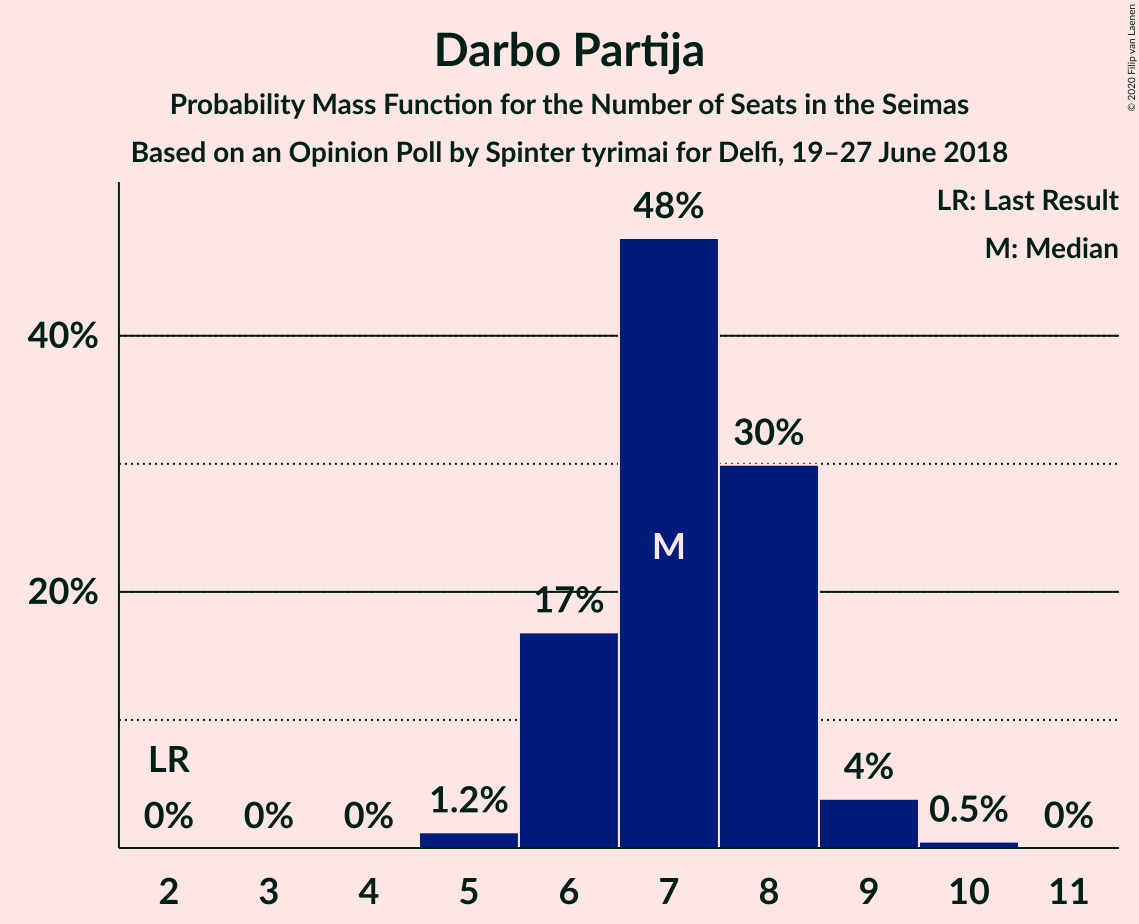 Darbo Partija
Probability Mass Function for the Number of Seats in the Seimas
Based on an Opinion Poll by Spinter tyrimai for Delfi, 19–27 June 2018
© 2020 Filip van Laenen
LR: Last Result
M: Median
48%
40%
30%
M
20%
17%
LR
4%
0%
0%
0%
1.2%
0.5%
0%
2 3 4 5 6 7 8 9 10 11